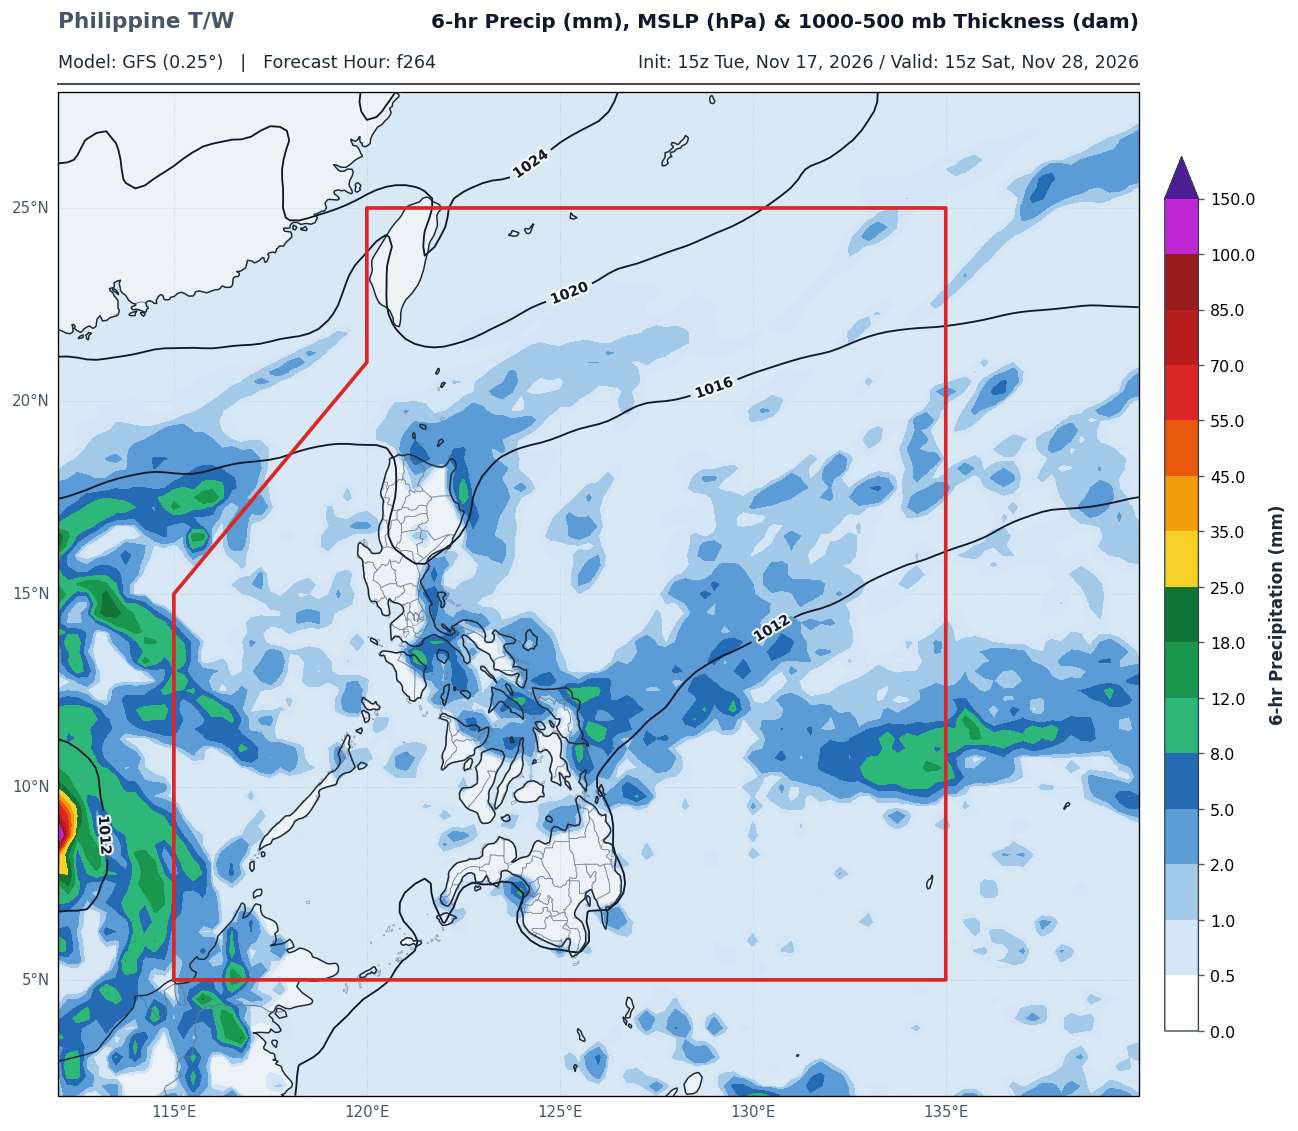 Philippine T/W
6-hr Precip (mm), MSLP (hPa) & 1000-500 mb Thickness (dam)
Model: GFS (0.25°) | Forecast Hour: f264
Init: 15z Tue, Nov 17, 2026 / Valid: 15z Sat, Nov 28, 2026
1024
1020
1016
1012
1012
25°N
20°N
15°N
10°N
5°N
115°E
120°E
125°E
130°E
135°E
150.0
100.0
85.0
70.0
55.0
45.0
35.0
25.0
18.0
12.0
8.0
5.0
2.0
1.0
0.5
0.0
6-hr Precipitation (mm)